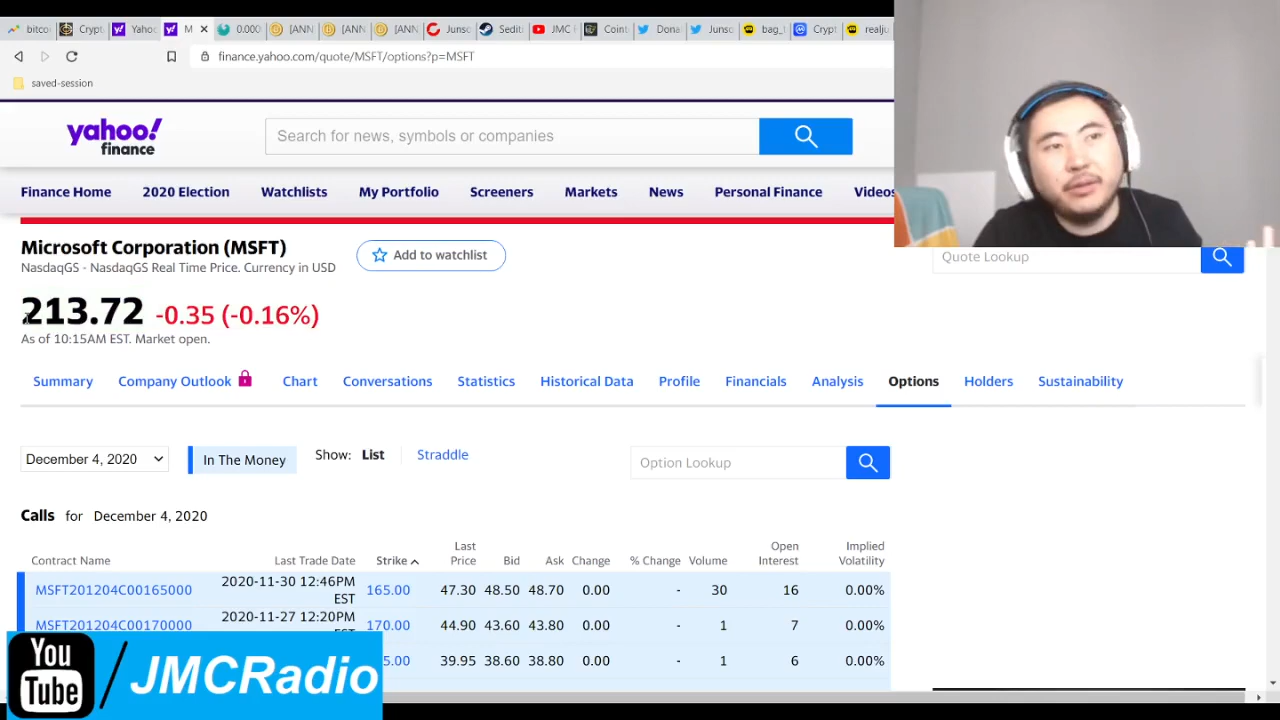 bitco
Crypt
Yahoo
M
0.000
[ANN
[ANN
[ANN
Junso
Sediti
JMC
Coint
Dona
Junso
bag_
Crypt
realju
finance.yahoo.com/quote/MSFT/options?p=MSFT
saved-session
yahoo!
finance
Search for news, symbols or companies
Finance Home 2020 Election Watchlists My Portfolio Screeners Markets News Personal Finance Videos
Microsoft Corporation (MSFT)
Add to watchlist
NasdaqGS - NasdaqGS Real Time Price. Currency in USD
Quote Lookup
213.72 -0.35 (-0.16%)
As of 10:15AM EST. Market open.
Summary Company Outlook Chart Conversations Statistics Historical Data Profile Financials Analysis Options Holders Sustainability
December 4, 2020 In The Money Show: List Straddle Option Lookup
Calls for December 4, 2020
Contract Name Last Trade Date Strike Last Price Bid Ask Change % Change Volume Open Interest Implied Volatility
MSFT201204C00165000 2020-11-30 12:46PM EST 165.00 47.30 48.50 48.70 0.00 - 30 16 0.00%
MSFT201204C00170000 2020-11-27 12:20PM 170.00 44.90 43.60 43.80 0.00 - 1 7 0.00%
5.00 39.95 38.60 38.80 0.00 - 1 6 0.00%
You
Tube
/JMCRadio